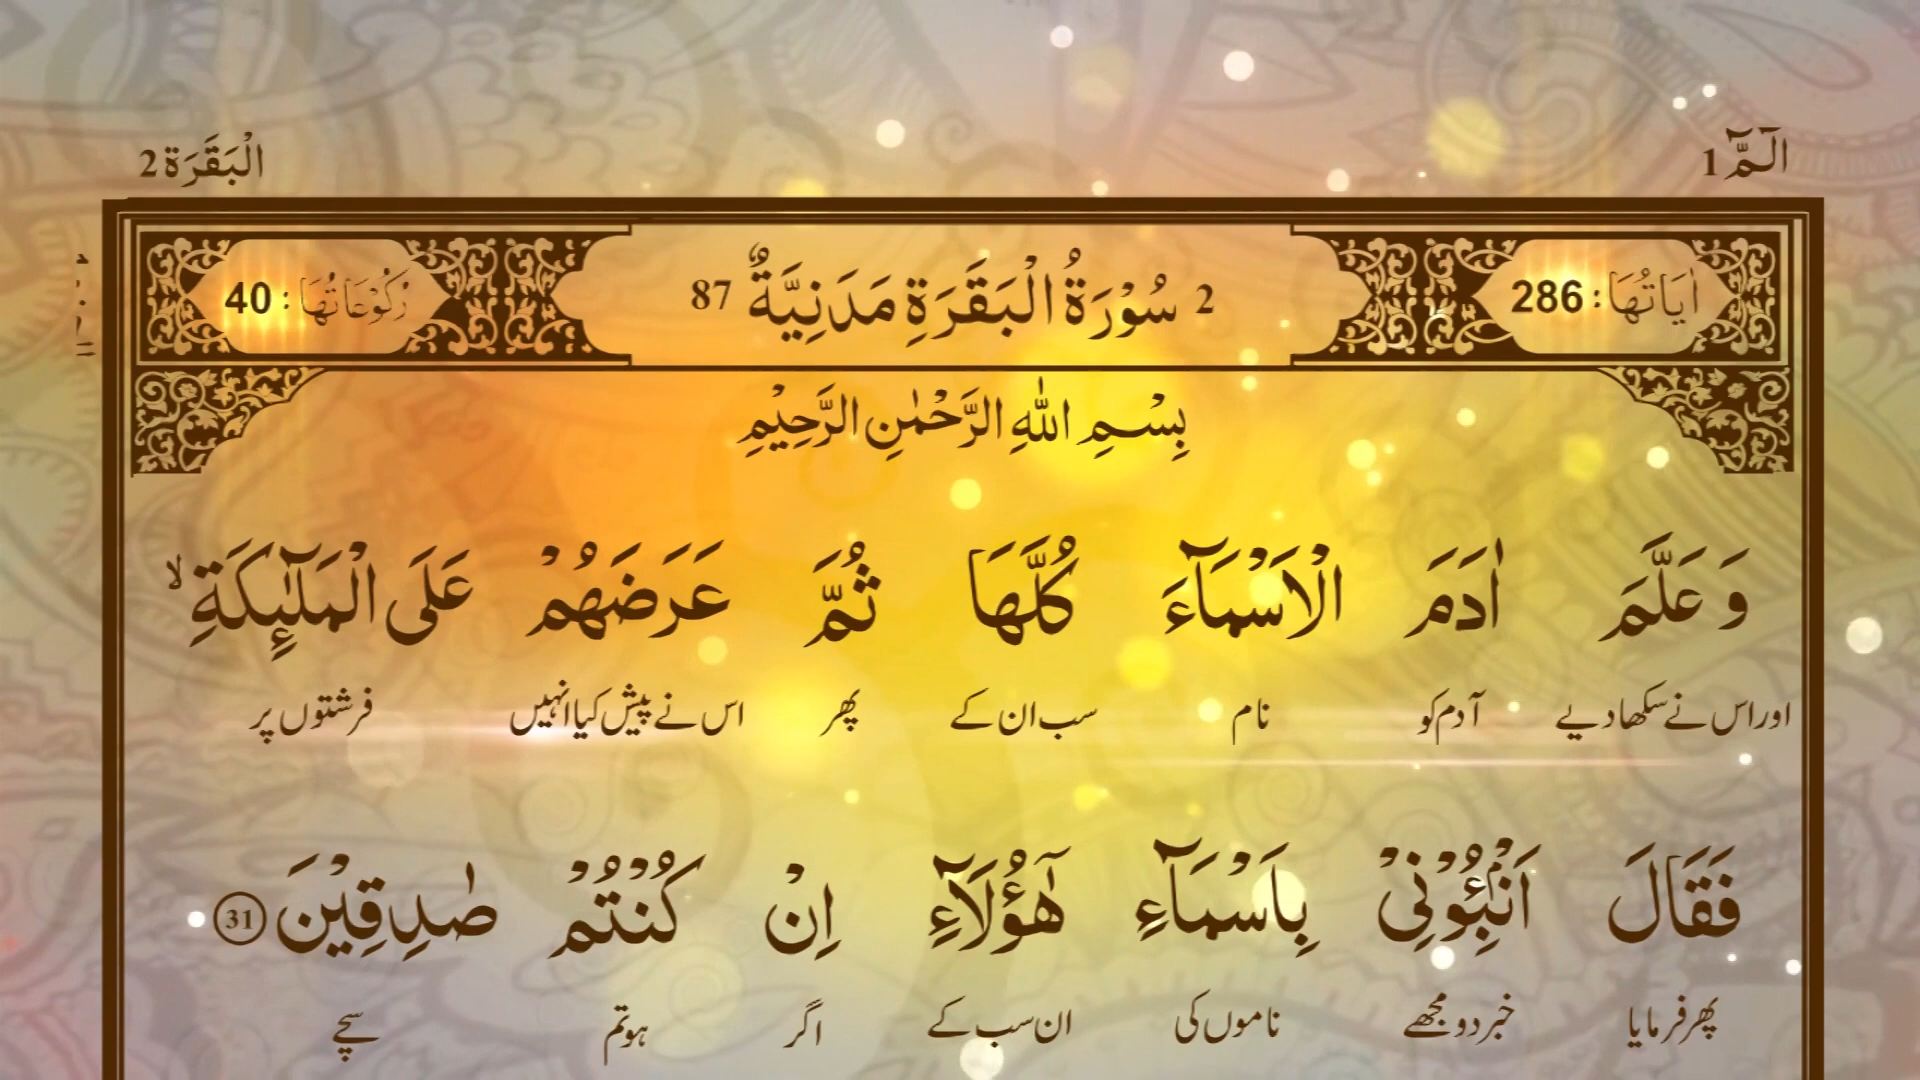 الٓمّٓ 1
الْبَقَرَة 2
اٰيَاتُهَا : 286
2 سُوْرَةُ الْبَقَرَةِ مَدَنِيَّةٌ 87
رُكُوْعَاتُهَا : 40
بِسْمِ اللّٰهِ الرَّحْمٰنِ الرَّحِيْمِ
وَ عَلَّمَ اٰدَمَ الْاَسْمَآءَ كُلَّهَا ثُمَّ عَرَضَهُمْ عَلَى الْمَلٰٓىِٕكَةِ ۙ
اور اس نے سکھا دیے آدم کو نام سب ان کے پھر اس نے پیش کیا انہیں فرشتوں پر
فَقَالَ اَنْۢبِـُٔوْنِىْ بِاَسْمَآءِ هٰٓؤُلَآءِ اِنْ كُنْتُمْ صٰدِقِيْنَ 31
پھر فرمایا خبر دو مجھے ناموں کی ان سب کے اگر ہو تم سچے